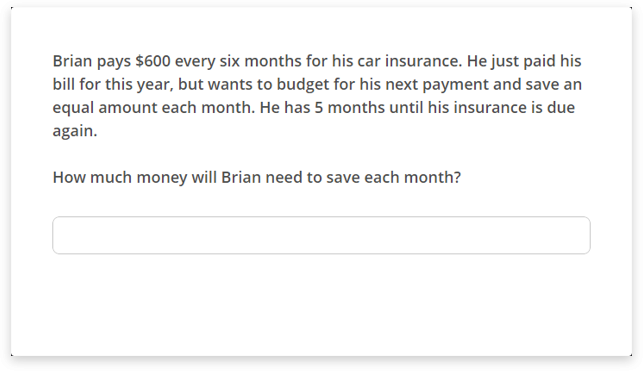 Brian pays $600 every six months for his car insurance. He just paid his
bill for this year, but wants to budget for his next payment and save an
equal amount each month. He has 5 months until his insurance is due
again.
How much money will Brian need to save each month?